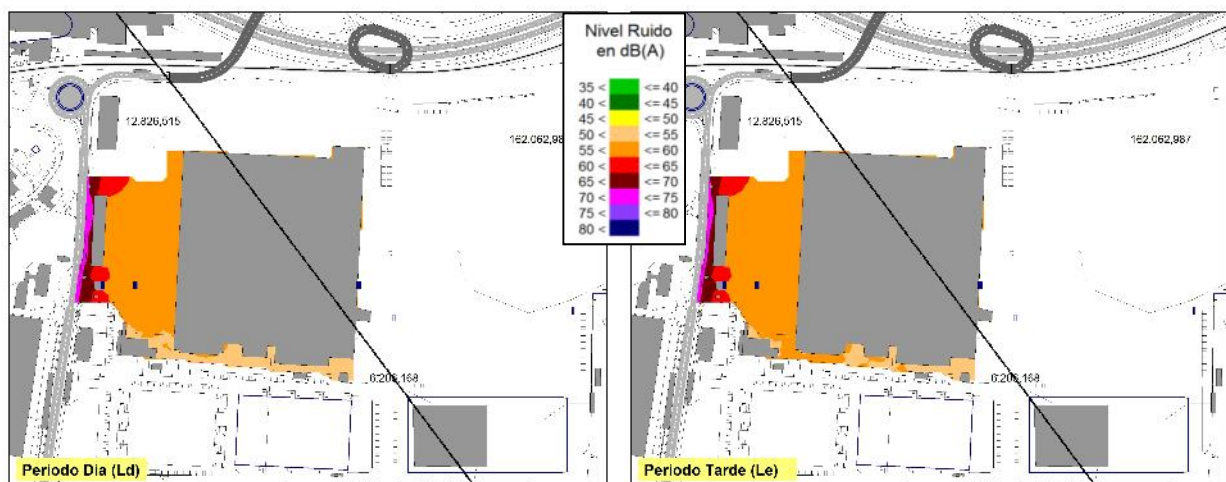 Nivel Ruido
en dB(A)
35 < <= 40
40 < <= 45
45 < <= 50
50 < <= 55
55 < <= 60
60 < <= 65
65 < <= 70
70 < <= 75
75 < <= 80
80 <
12.826,515
162.062,987
6.206,168
Periodo Dia (Ld)
12.826,515
162.062,987
6.206,168
Periodo Tarde (Le)